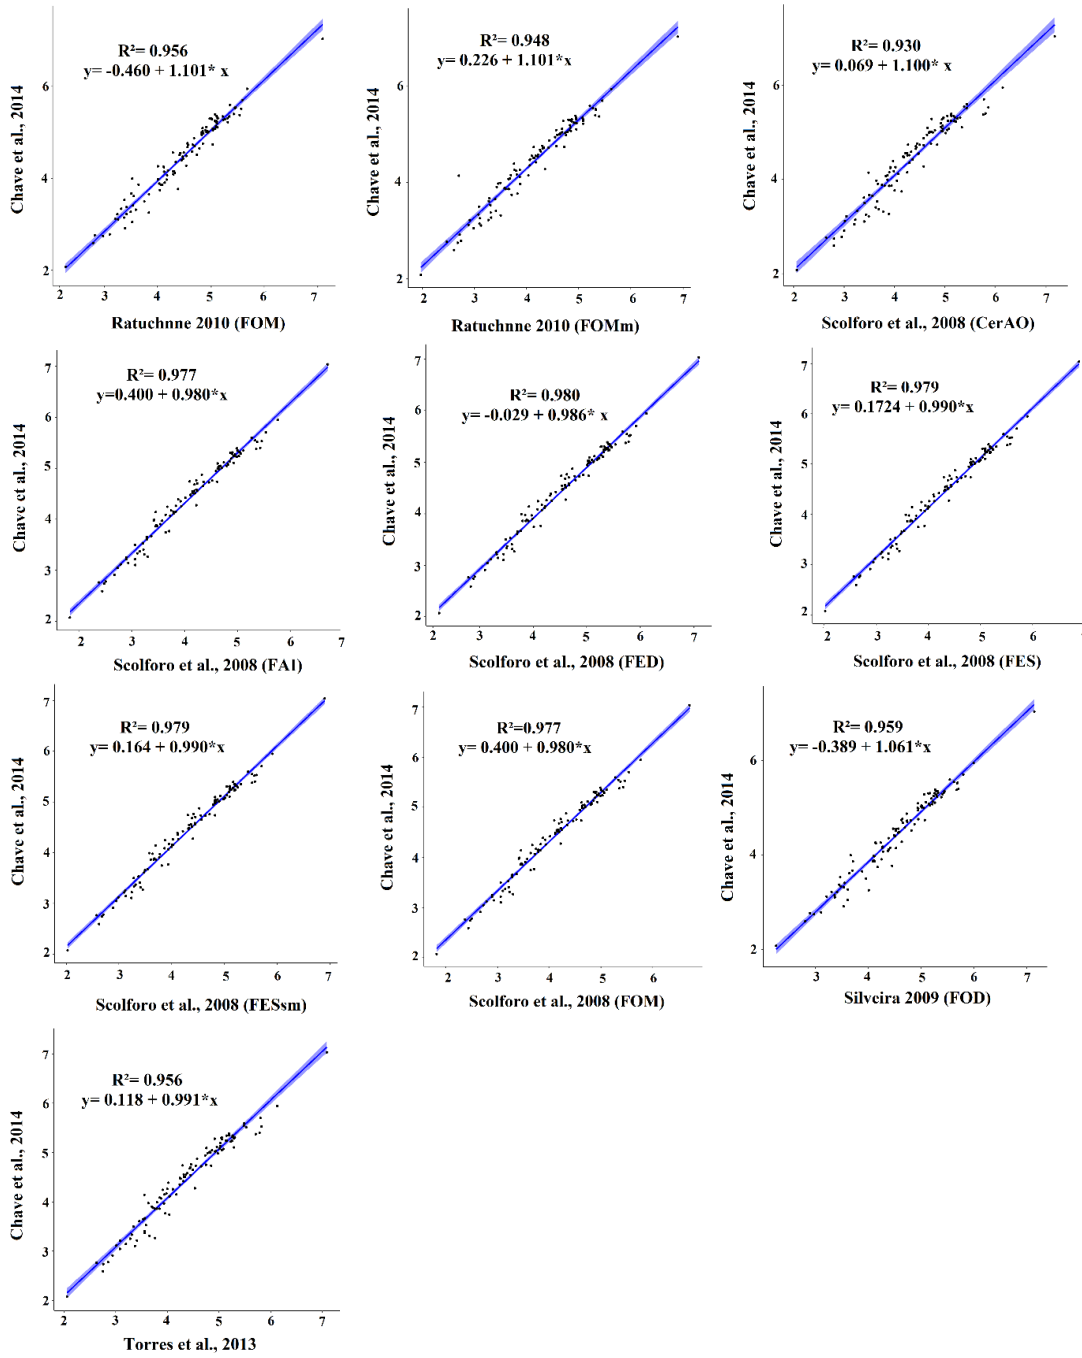 R²= 0.956
y= -0.460 + 1.101* x
Chave et al., 2014
6
4
2
2 3 4 5 6 7
Ratuchnne 2010 (FOM)
R²= 0.948
y= 0.226 + 1.101*x
Chave et al., 2014
6
4
2
2 3 4 5 6 7
Ratuchnne 2010 (FOMm)
R²= 0.930
y= 0.069 + 1.100* x
Chave et al., 2014
6
4
2
2 3 4 5 6 7
Scolforo et al., 2008 (CerAO)
R²= 0.977
y=0.400 + 0.980*x
Chave et al., 2014
7
6
5
4
3
2
2 3 4 5 6 7
Scolforo et al., 2008 (FAl)
R²= 0.980
y= -0.029 + 0.986* x
Chave et al., 2014
7
6
5
4
3
2
2 3 4 5 6 7
Scolforo et al., 2008 (FED)
R²= 0.979
y= 0.1724 + 0.990*x
Chave et al., 2014
7
6
5
4
3
2
2 3 4 5 6 7
Scolforo et al., 2008 (FES)
R²= 0.979
y= 0.164 + 0.990*x
Chave et al., 2014
7
6
5
4
3
2
2 3 4 5 6 7
Scolforo et al., 2008 (FESsm)
R²=0.977
y= 0.400 + 0.980*x
Chave et al., 2014
7
6
5
4
3
2
2 3 4 5 6
Scolforo et al., 2008 (FOM)
R²= 0.959
y= -0.389 + 1.061*x
Chave et al., 2014
6
4
2
3 4 5 6 7
Silveira 2009 (FOD)
R²= 0.956
y= 0.118 + 0.991*x
Chave et al., 2014
7
6
5
4
3
2
2 3 4 5 6 7
Torres et al., 2013